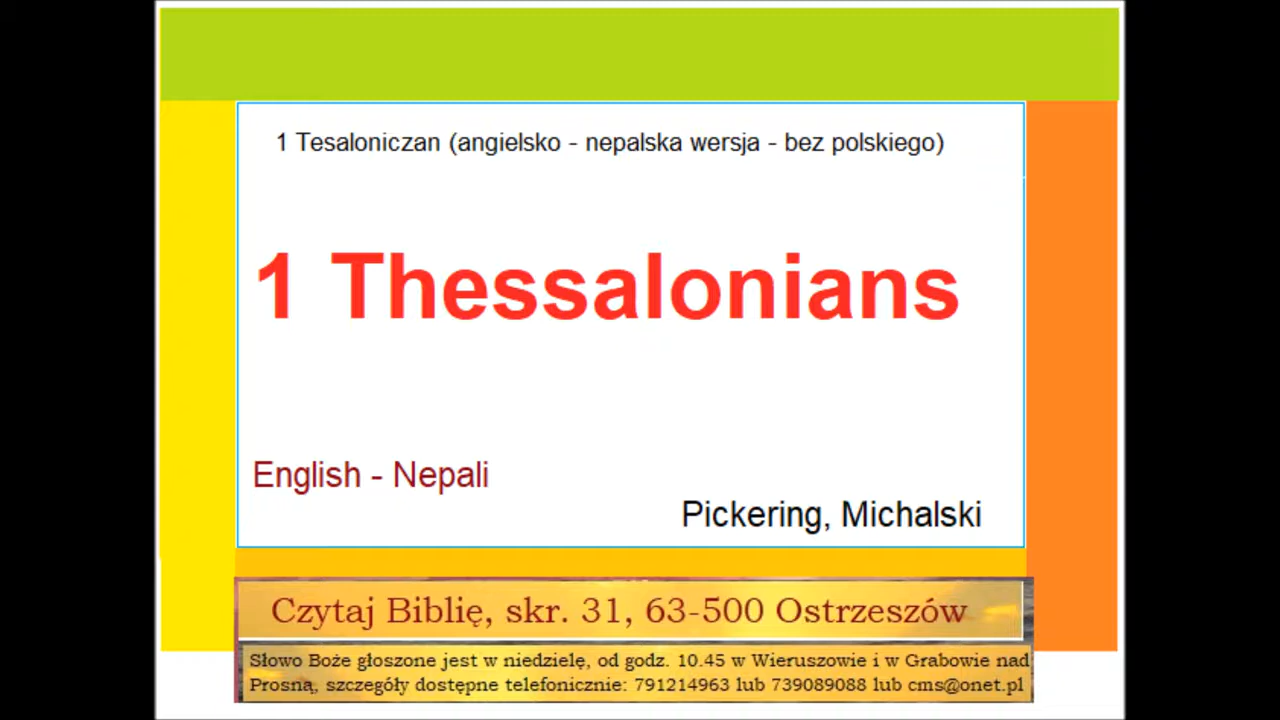 1 Tesaloniczan (angielsko - nepalska wersja - bez polskiego)
1 Thessalonians
English - Nepali
Pickering, Michalski
Czytaj Biblię, skr. 31, 63-500 Ostrzeszów
Słowo Boże głoszone jest w niedzielę, od godz. 10.45 w Wieruszowie i w Grabowie nad
Prosną, szczegóły dostępne telefonicznie: 791214963 lub 739089088 lub cms@onet.pl